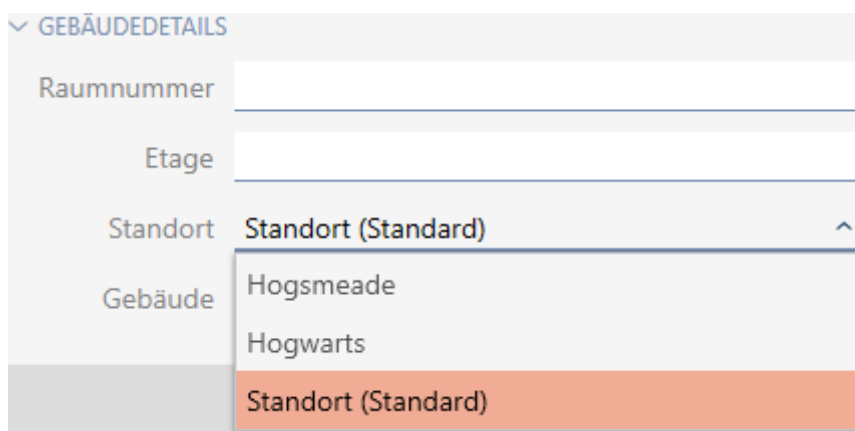 GEBÄUDEDETAILS
Raumnummer
Etage
Standort Standort (Standard)
Gebäude
Hogsmeade
Hogwarts
Standort (Standard)